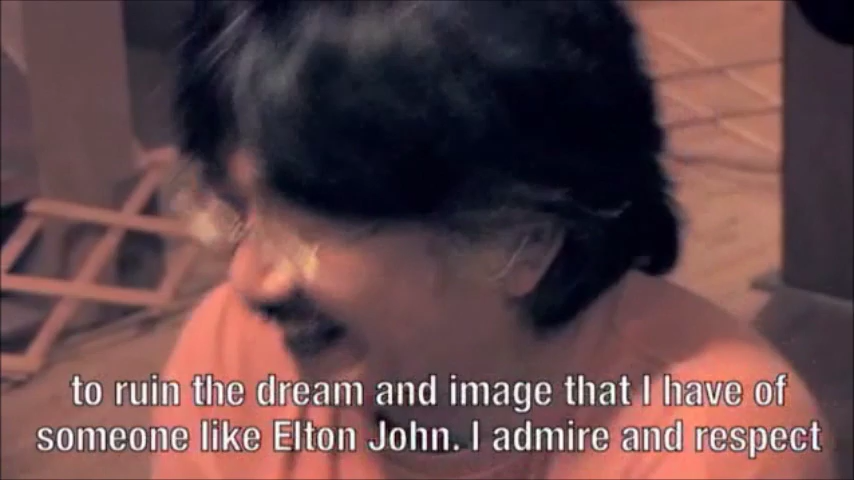 to ruin the dream and image that I have of
someone like Elton John. I admire and respect